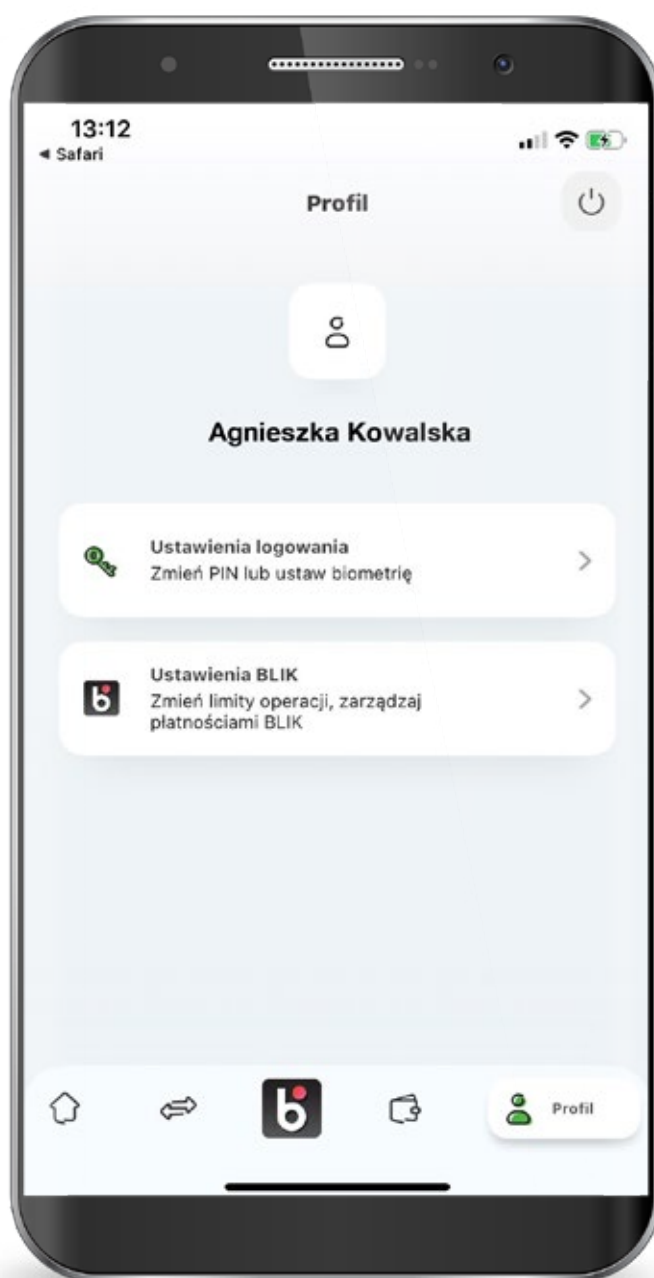 13:12
Safari
Profil
Agnieszka Kowalska
Ustawienia logowania
Zmień PIN lub ustaw biometrię
Ustawienia BLIK
Zmień limity operacji, zarządzaj
płatnościami BLIK
Profil